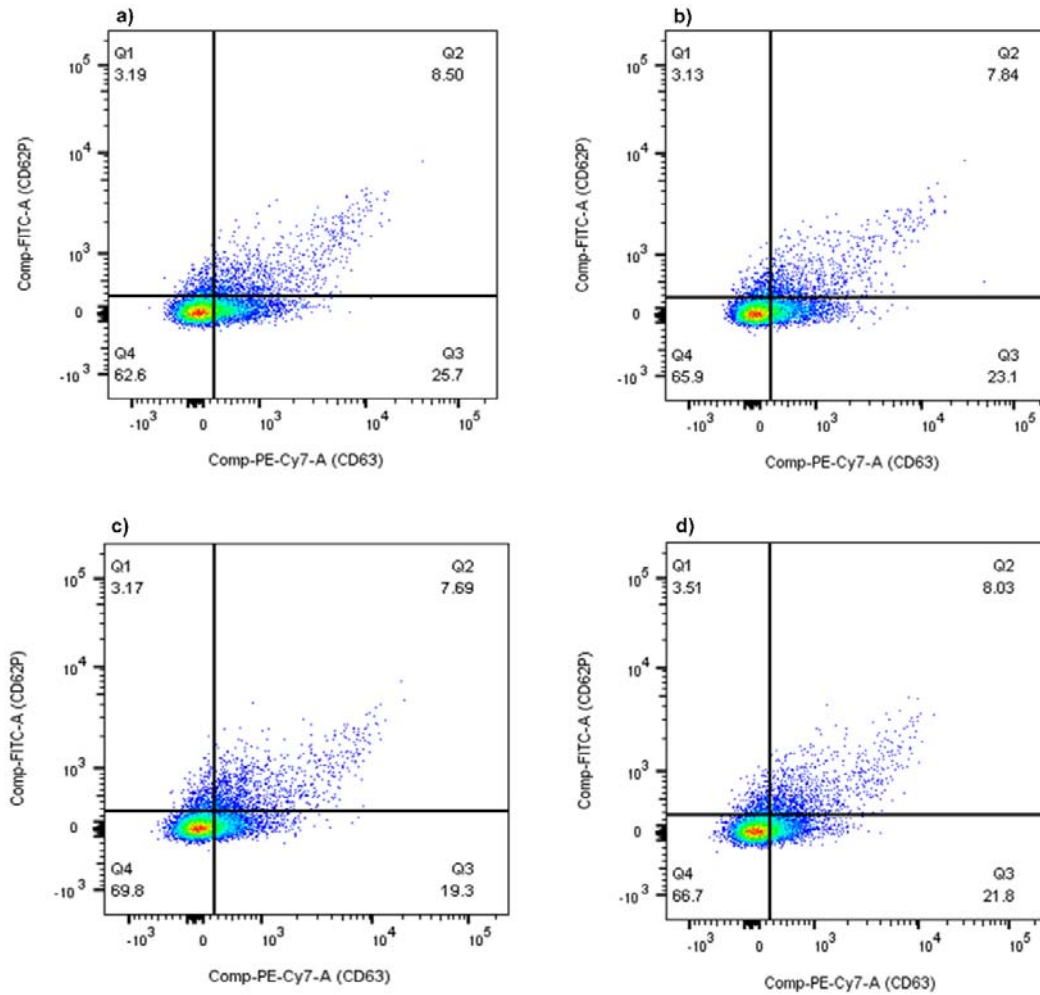 a)
Q1
3.19
Q2
8.50
10^5
10^4
10^3
0
-10^3
Q4
62.6
Q3
25.7
-10^3 0 10^3 10^4 10^5
Comp-FITC-A (CD62P)
Comp-PE-Cy7-A (CD63)
b)
Q1
3.13
Q2
7.84
10^5
10^4
10^3
0
-10^3
Q4
65.9
Q3
23.1
-10^3 0 10^3 10^4 10^5
Comp-FITC-A (CD62P)
Comp-PE-Cy7-A (CD63)
c)
Q1
3.17
Q2
7.69
10^5
10^4
10^3
0
-10^3
Q4
69.8
Q3
19.3
-10^3 0 10^3 10^4 10^5
Comp-FITC-A (CD62P)
Comp-PE-Cy7-A (CD63)
d)
Q1
3.51
Q2
8.03
10^5
10^4
10^3
0
-10^3
Q4
66.7
Q3
21.8
-10^3 0 10^3 10^4 10^5
Comp-FITC-A (CD62P)
Comp-PE-Cy7-A (CD63)